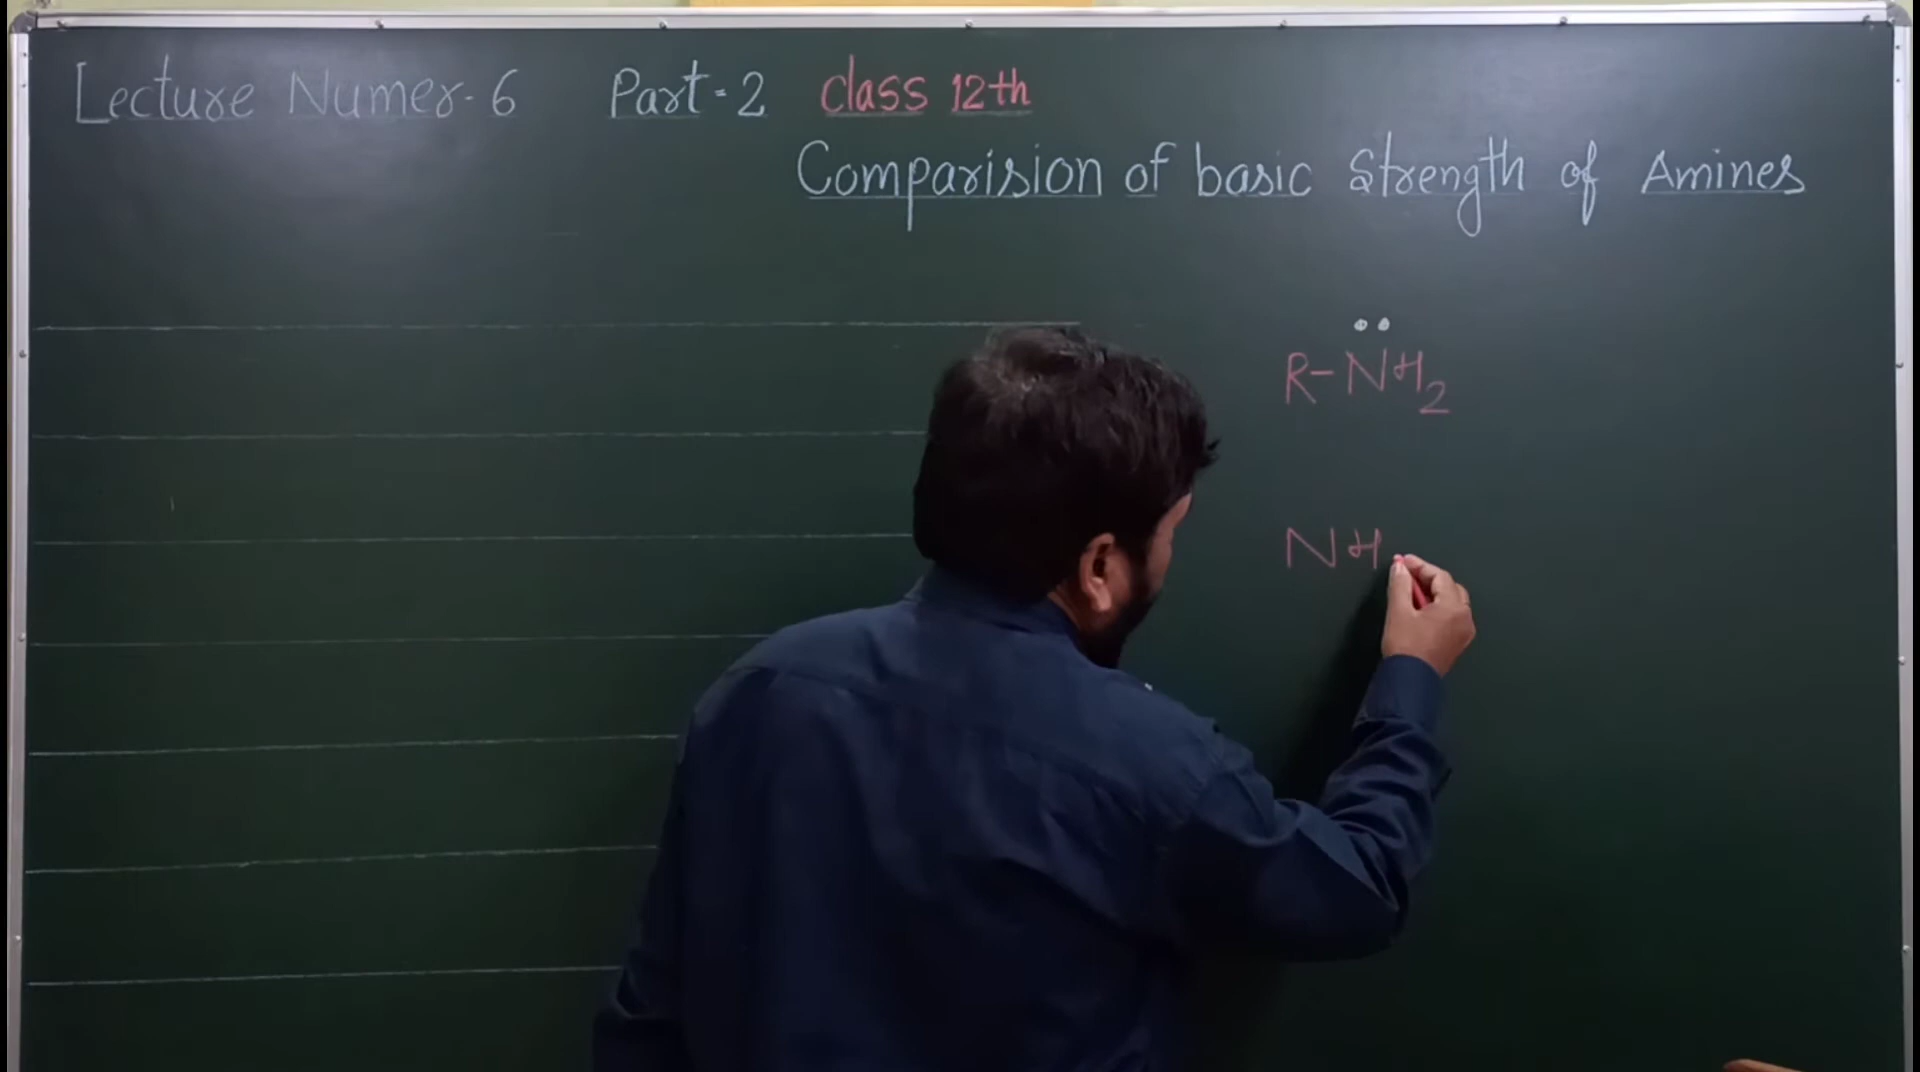 Lecture Numer-6 Part-2 class 12th
Comparision of basic strength of Amines
R-NH2
NH